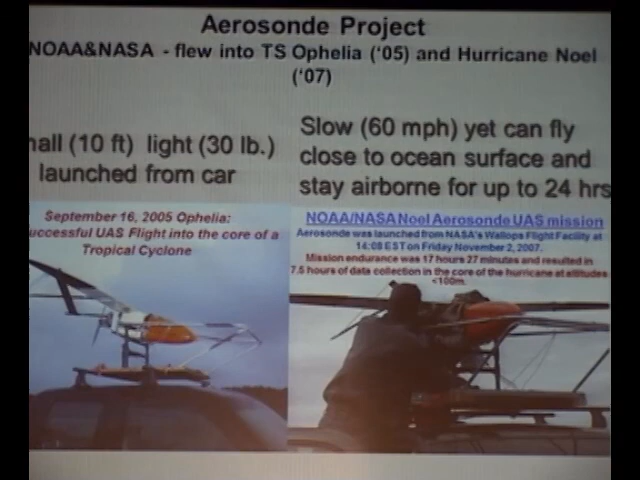 Aerosonde Project
NOAA&NASA - flew into TS Ophelia ('05) and Hurricane Noel
('07)
light (30 lb.)
(10 ft)
launched from car
Slow (60 mph) yet can fly
close to ocean surface and
stay airborne for up to 24 hrs
September 16, 2005 Ophelia:
uccessful UAS Flight into the core of a
Tropical Cyclone
NOAA/NASA Noel Aerosonde UAS mission
Aerosonde was launched from NASA's Wallops Flight Facility at
14:08 EST on Friday November 2, 2007.
Mission endurance was 17 hours 27 minutes and resulted in
7.5 hours of data collection in the core of the hurricane at altitudes
<100m.